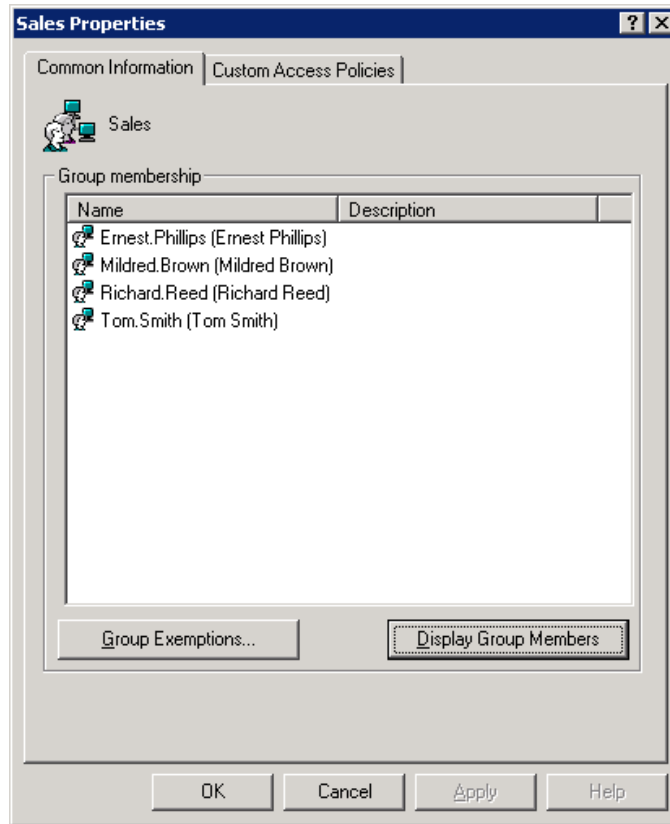 Sales Properties
Common Information Custom Access Policies
Sales
Group membership
Name Description
Ernest.Phillips (Ernest Phillips)
Mildred.Brown (Mildred Brown)
Richard.Reed (Richard Reed)
Tom.Smith (Tom Smith)
Group Exemptions... Display Group Members
OK Cancel Apply Help